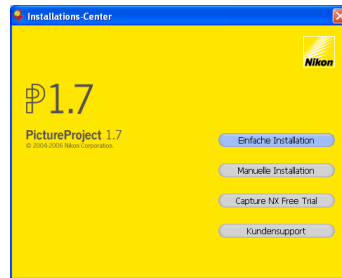 Installations-Center
Nikon
P1.7
PictureProject 1.7
© 2004-2006 Nikon Corporation.
Einfache Installation
Manuelle Installation
Capture NX Free Trial
Kundensupport